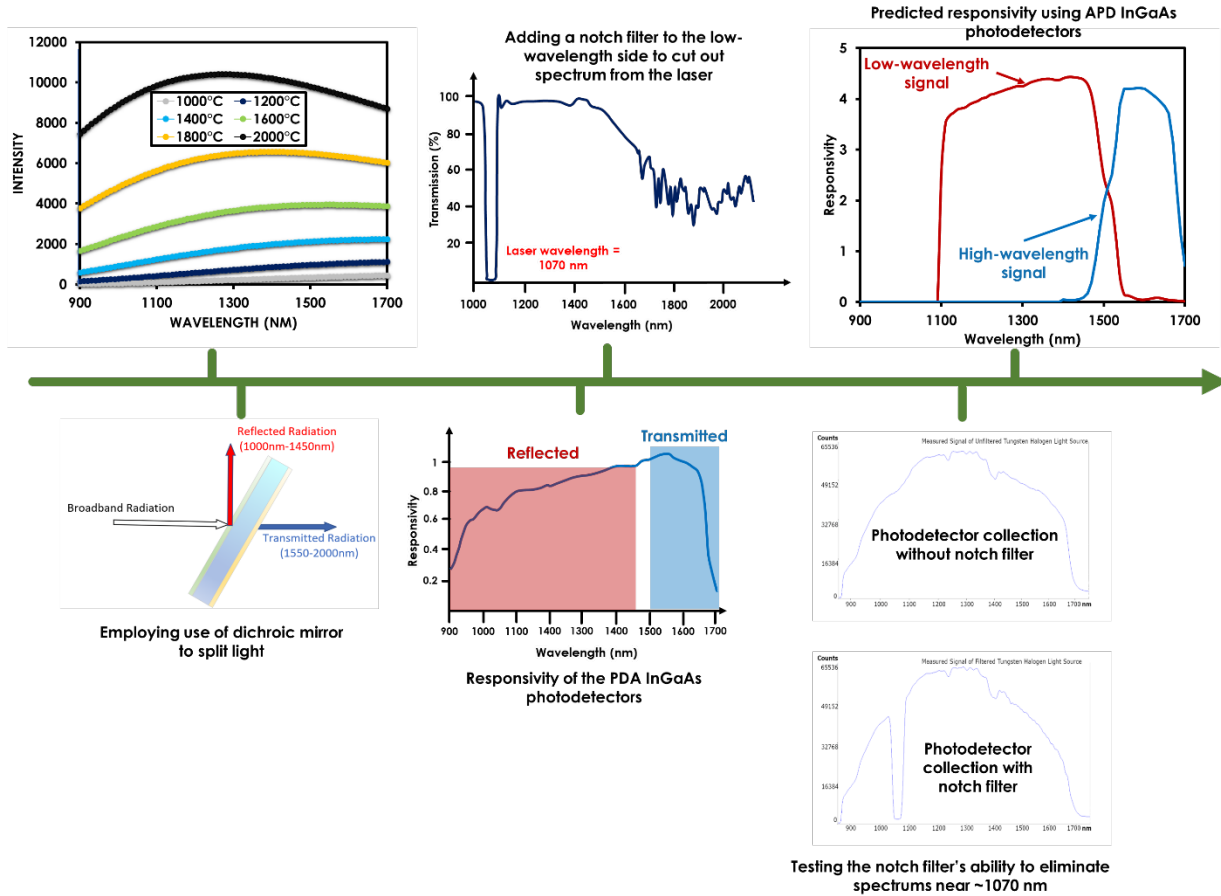 12000
10000
8000
6000
4000
2000
0
INTENSITY
1000°C
1200°C
1400°C
1600°C
1800°C
2000°C
900
1100
1300
1500
1700
WAVELENGTH (NM)
Adding a notch filter to the low-
wavelength side to cut out
spectrum from the laser
100
80
60
40
20
Transmission (%)
Laser wavelength =
1070 nm
1000
1200
1400
1600
1800
2000
Wavelength (nm)
Predicted responsivity using APD InGaAs
photodetectors
5
4
3
2
1
0
Responsivity
Low-wavelength
signal
High-wavelength
signal
900
1100
1300
1500
1700
Wavelength (nm)
Reflected Radiation
(1000nm-1450nm)
Broadband Radiation
Transmitted Radiation
(1550-2000nm)
Employing use of dichroic mirror
to split light
Reflected
Transmitted
1
0.8
0.6
0.4
0.2
Responsivity
900
1000
1100
1200
1300
1400
1500
1600
1700
Wavelength (nm)
Responsivity of the PDA InGaAs
photodetectors
Counts
Measured Signal of Unfiltered Tungsten Halogen Light Source
65536
49152
32768
16384
0
Photodetector collection
without notch filter
900
1000
1100
1200
1300
1400
1500
1600
1700 nm
Counts
Measured Signal of Filtered Tungsten Halogen Light Source
65536
49152
32768
16384
0
Photodetector
collection with
notch filter
900
1000
1100
1200
1300
1400
1500
1600
1700 nm
Testing the notch filter's ability to eliminate
spectrums near ~1070 nm